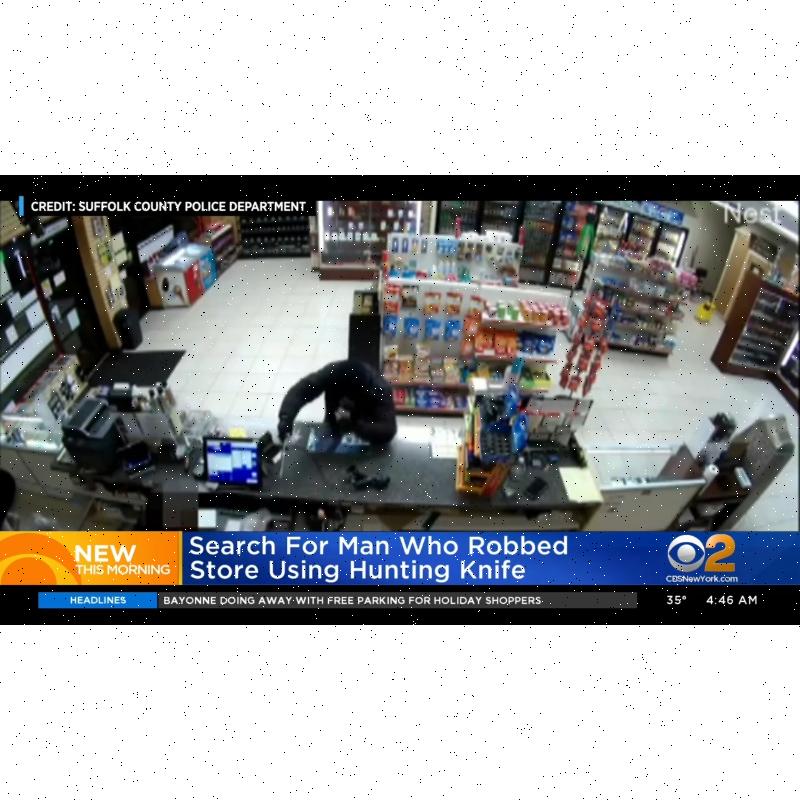 CREDIT: SUFFOLK COUNTY POLICE DEPARTMENT
Nest
NEW
THIS MORNING
Search For Man Who Robbed
Store Using Hunting Knife
2
CBSNewYork.com
HEADLINES
BAYONNE DOING AWAY WITH FREE PARKING FOR HOLIDAY SHOPPERS
35° 4:46 AM